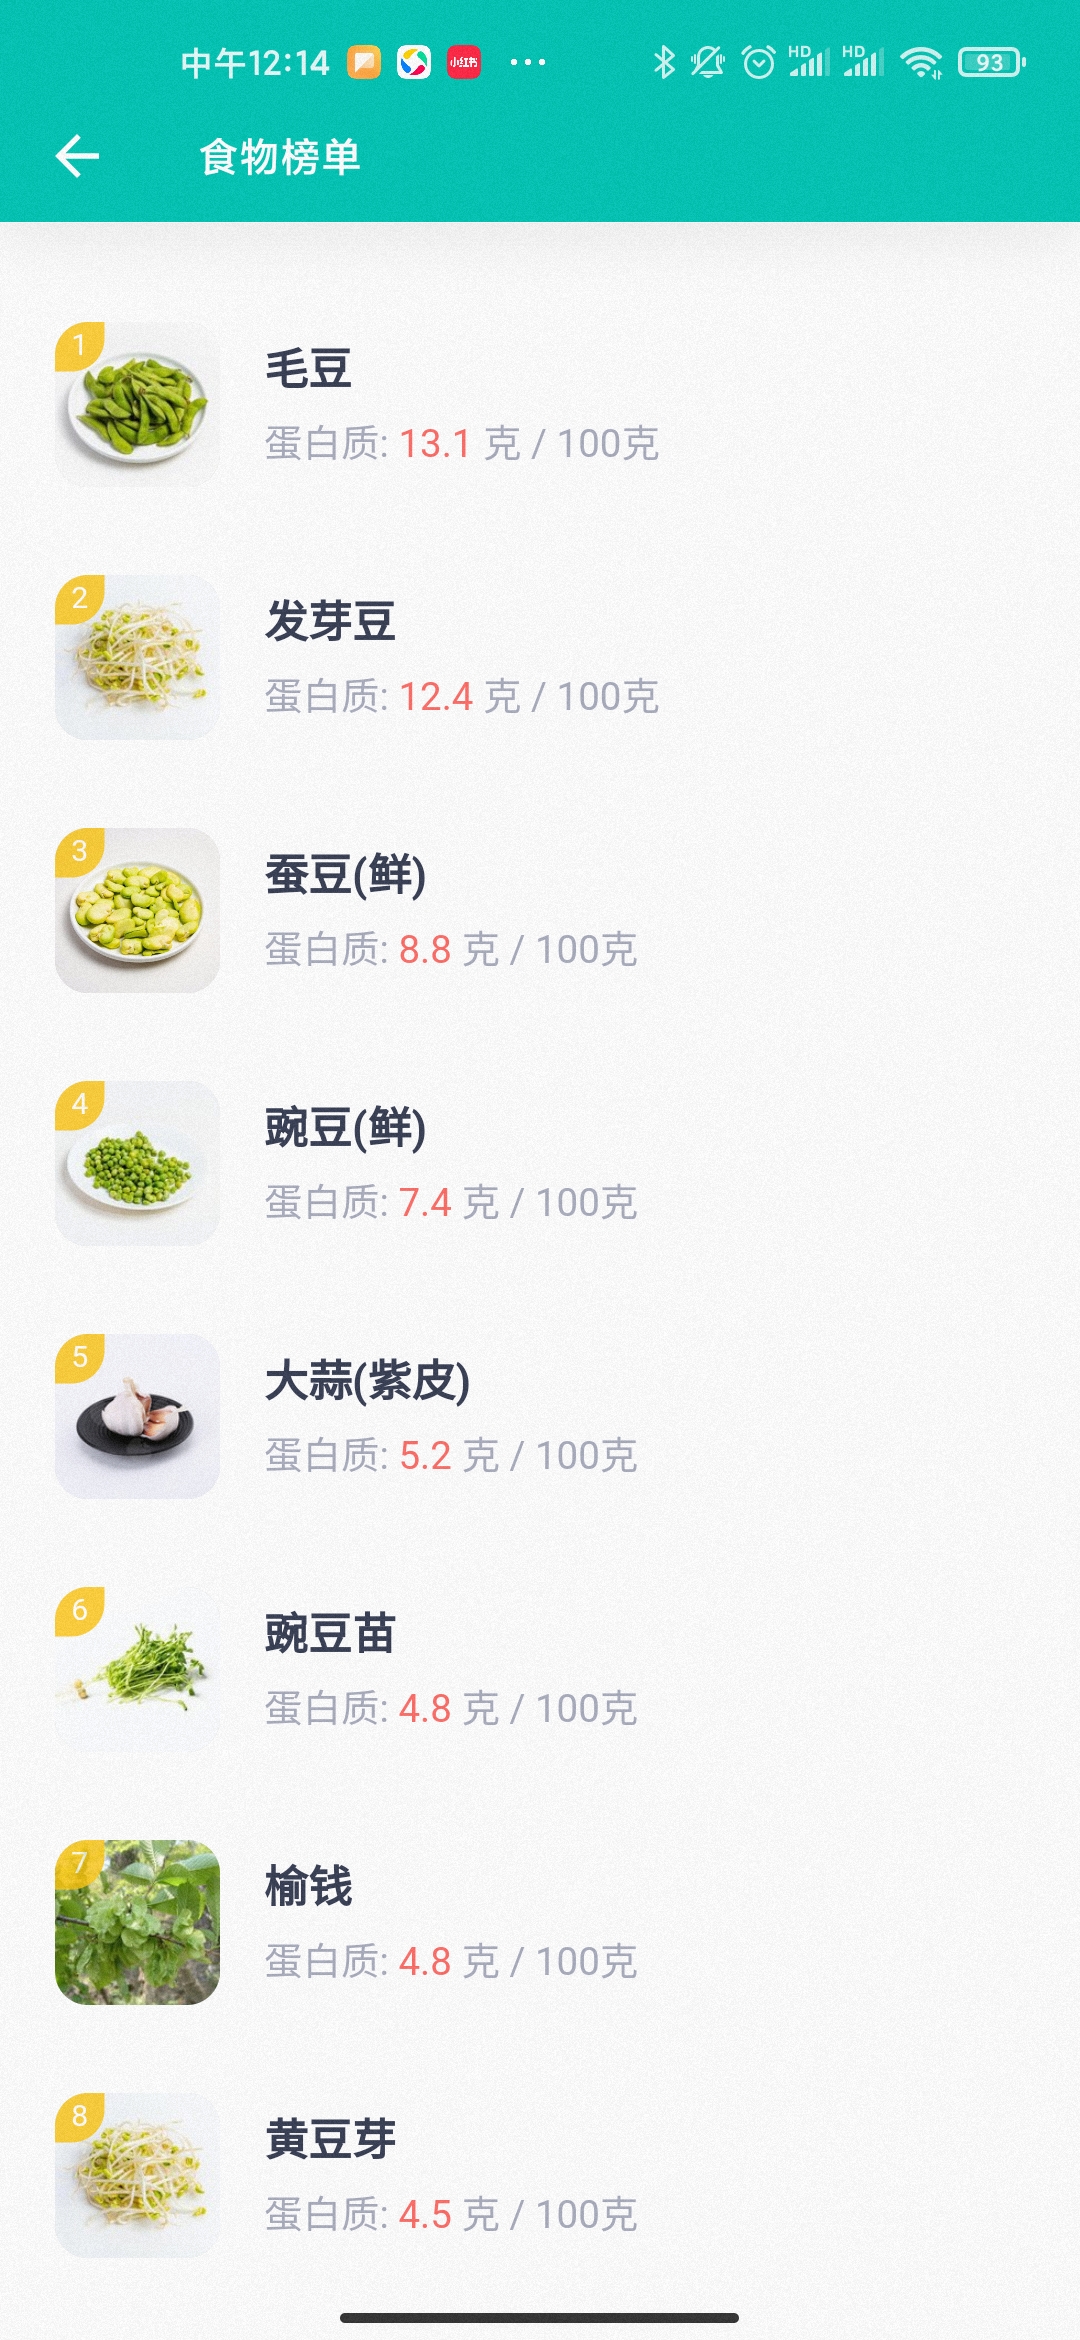 中午12:14 小红书 ... HD HD 93
食物榜单
1
毛豆
蛋白质: 13.1 克 / 100克
2
发芽豆
蛋白质: 12.4 克 / 100克
3
蚕豆(鲜)
蛋白质: 8.8 克 / 100克
4
豌豆(鲜)
蛋白质: 7.4 克 / 100克
5
大蒜(紫皮)
蛋白质: 5.2 克 / 100克
6
豌豆苗
蛋白质: 4.8 克 / 100克
7
榆钱
蛋白质: 4.8 克 / 100克
8
黄豆芽
蛋白质: 4.5 克 / 100克